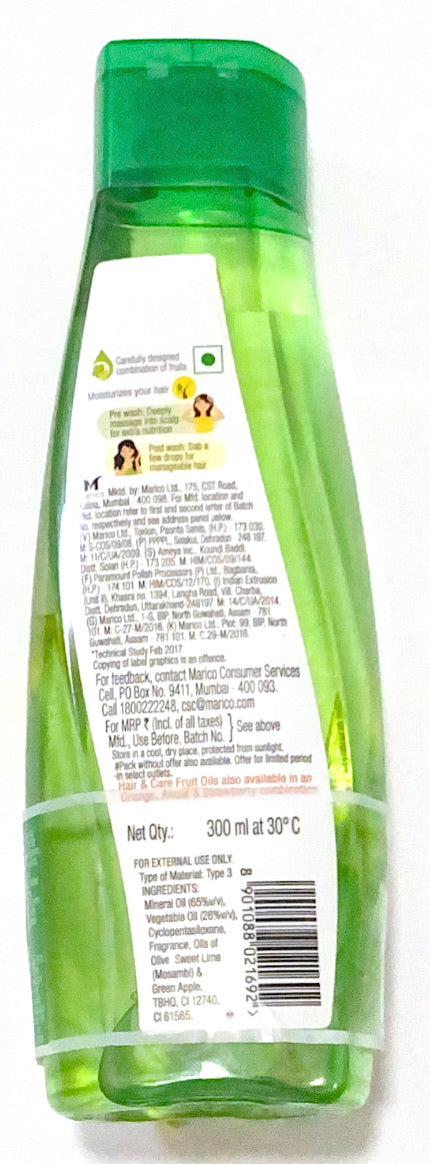 Carefully designed
combination of fruits
Moisturizes your hair
Pre wash: Deeply
massage into scalp
for extra nutrition
Post wash: Dab a
few drops for
manageable hair
M
marico
Mktd. by: Marico Ltd., 175, CST Road,
Mumbai - 400 098. For Mfd. location and
location refer to first and second letter of Batch
No. respectively and see address panel below.
(V) Marico Ltd., Tokion, Paonta Sahib, (H.P.) - 173 030.
M: 5-COS/09/08. (P) PPPPL, Selakui, Dehradun - 248 197.
M: 11/C/UA/2009. (S) Ameya Inc., Koundi Baddi,
Distt. Solan (H.P.) - 173 205. M: HIM/COS/09/144.
(F) Paramount Polish Processors (P) Ltd., Bagbania,
(H.P.) - 174 101. M: HIM/COS/12/170. (I) Indian Extrusion
(Unit II), Khasra no. 1394, Langha Road, Vill. Charba,
Distt. Dehradun, Uttarakhand-248197. M: 14/C/UA/2014.
(G) Marico Ltd., 1-G, BIP, North Guwahati, Assam - 781
101. M: C-27-M/2016. (K) Marico Ltd., Plot: 99, BIP, North
Guwahati, Assam - 781 101. M: C.29-M/2016.
*Technical Study Feb 2017.
Copying of label graphics is an offence.
For feedback, contact Marico Consumer Services
Cell, PO Box No. 9411, Mumbai - 400 093.
Call 1800222248, csc@marico.com
For MRP ₹ (Incl. of all taxes)
Mfd., Use Before, Batch No. } See above
Store in a cool, dry place, protected from sunlight.
#Pack without offer also available. Offer for limited period
-in select outlets.
Hair & Care Fruit Oils also available in an
Orange, Amla & Strawberry combination
Net Qty.: 300 ml at 30°C
FOR EXTERNAL USE ONLY.
Type of Material: Type 3
INGREDIENTS:
Mineral Oil (65%v/v),
Vegetable Oil (26%v/v),
Cyclopentasiloxane,
Fragrance, Oils of
Olive Sweet Lime
(Mosambi) &
Green Apple,
TBHQ, CI 12740,
CI 61565.
8 901088 021692 >